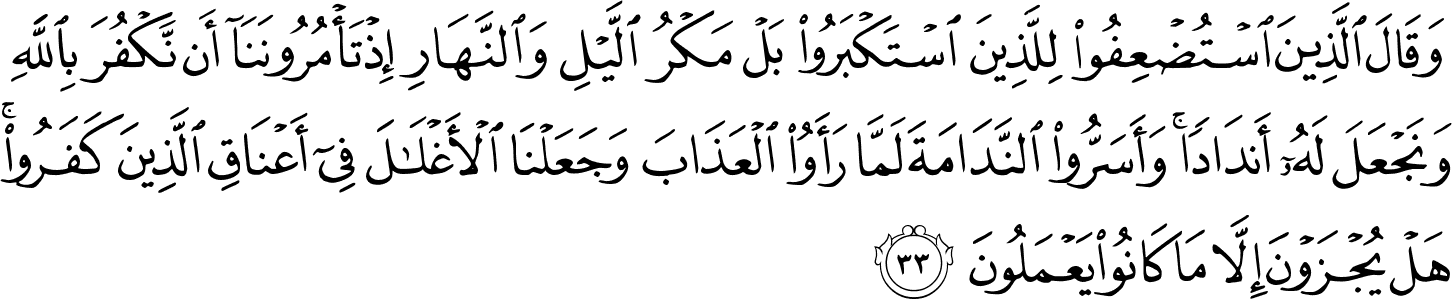 وَقَالَ ٱلَّذِينَ ٱسۡتُضۡعِفُواْ لِلَّذِينَ ٱسۡتَكۡبَرُواْ بَلۡ مَكۡرُ ٱلَّيۡلِ وَٱلنَّهَارِ إِذۡ تَأۡمُرُونَنَآ أَن نَّكۡفُرَ بِٱللَّهِ
وَنَجۡعَلَ لَهُۥٓ أَندَادٗاۚ وَأَسَرُّواْ ٱلنَّدَامَةَ لَمَّا رَأَوُاْ ٱلۡعَذَابَ وَجَعَلۡنَا ٱلۡأَغۡلَٰلَ فِيٓ أَعۡنَاقِ ٱلَّذِينَ كَفَرُواْۚ
هَلۡ يُجۡزَوۡنَ إِلَّا مَا كَانُواْ يَعۡمَلُونَ ٣٣